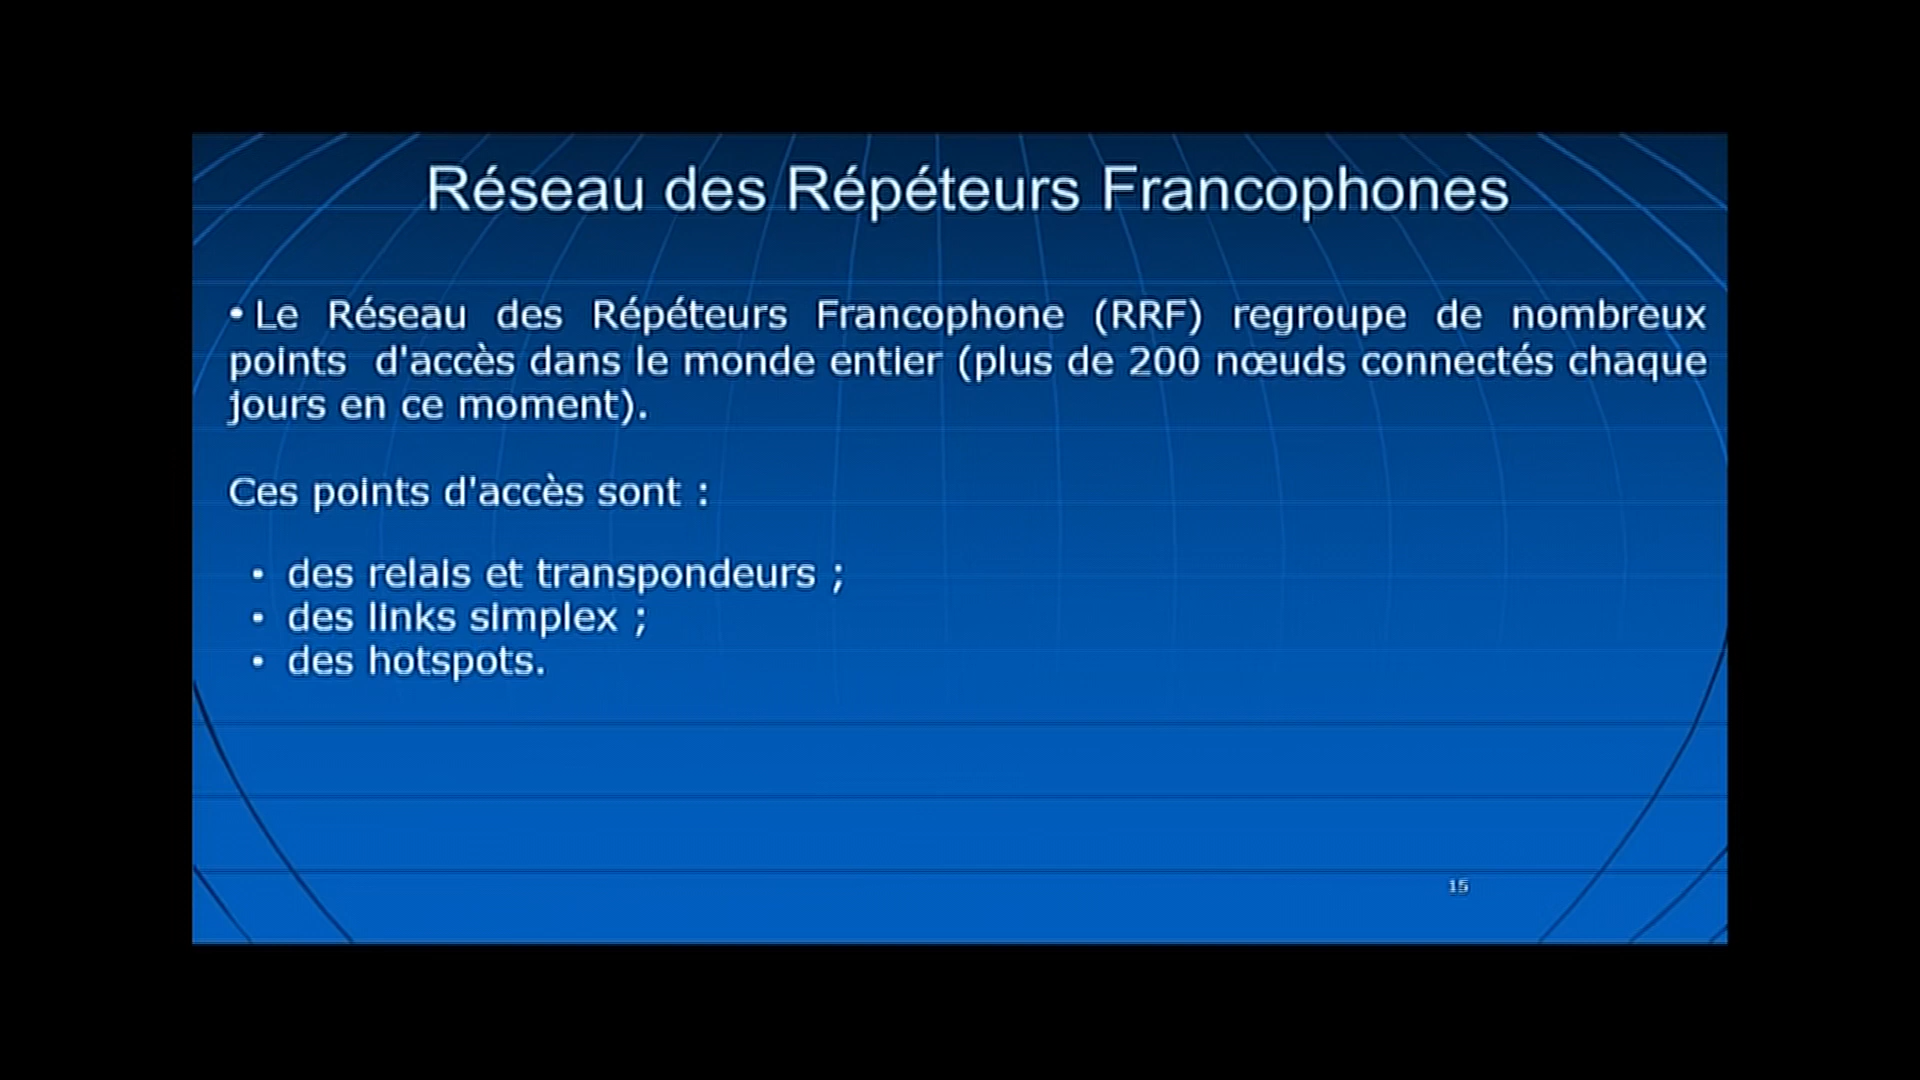 Réseau des Répéteurs Francophones
• Le Réseau des Répéteurs Francophone (RRF) regroupe de nombreux
points d'accès dans le monde entier (plus de 200 nœuds connectés chaque
jours en ce moment).
Ces points d'accès sont :
• des relais et transpondeurs ;
• des links simplex ;
• des hotspots.
15